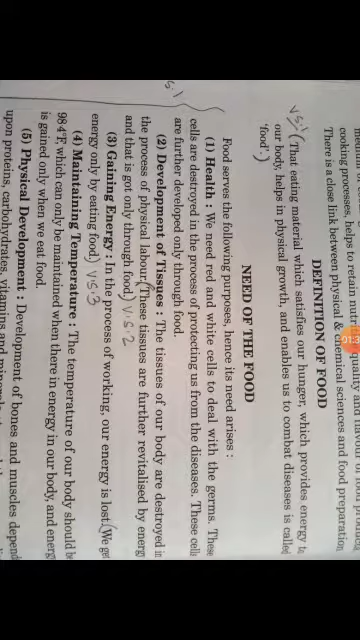 cooking processes, helps to retain quality and
There is a close link between physical & chemical sciences and food preparation
DEFINITION OF FOOD
(That eating material which satisfies our hunger, which provides energy to
our body, helps in physical growth, and enables us to combat diseases is called
'food'.)
NEED OF THE FOOD
Food serves the following purposes, hence its need arises :
(1) Health : We need red and white cells to deal with the germs. These
cells are destroyed in the process of protecting us from the diseases. These cells
are further developed only through food.
(2) Development of Tissues : The tissues of our body are destroyed in
the process of physical labour. (These tissues are further revitalised by energy
and that is got only through food.) V.S.2
(3) Gaining Energy : In the process of working, our energy is lost. (We get
energy only by eating food.) V.S.3
(4) Maintaining Temperature : The temperature of our body should be
98.4°F, which can only be maintained when there in energy in our body, and energy
is gained only when we eat food.
(5) Physical Development : Development of bones and muscles depend
upon proteins, carbohydrates, vitamins and